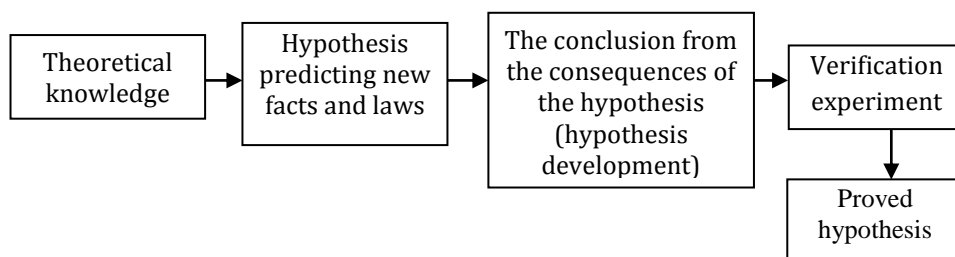 Theoretical
knowledge
Hypothesis
predicting new
facts and laws
The conclusion from
the consequences of
the hypothesis
(hypothesis
development)
Verification
experiment
Proved
hypothesis